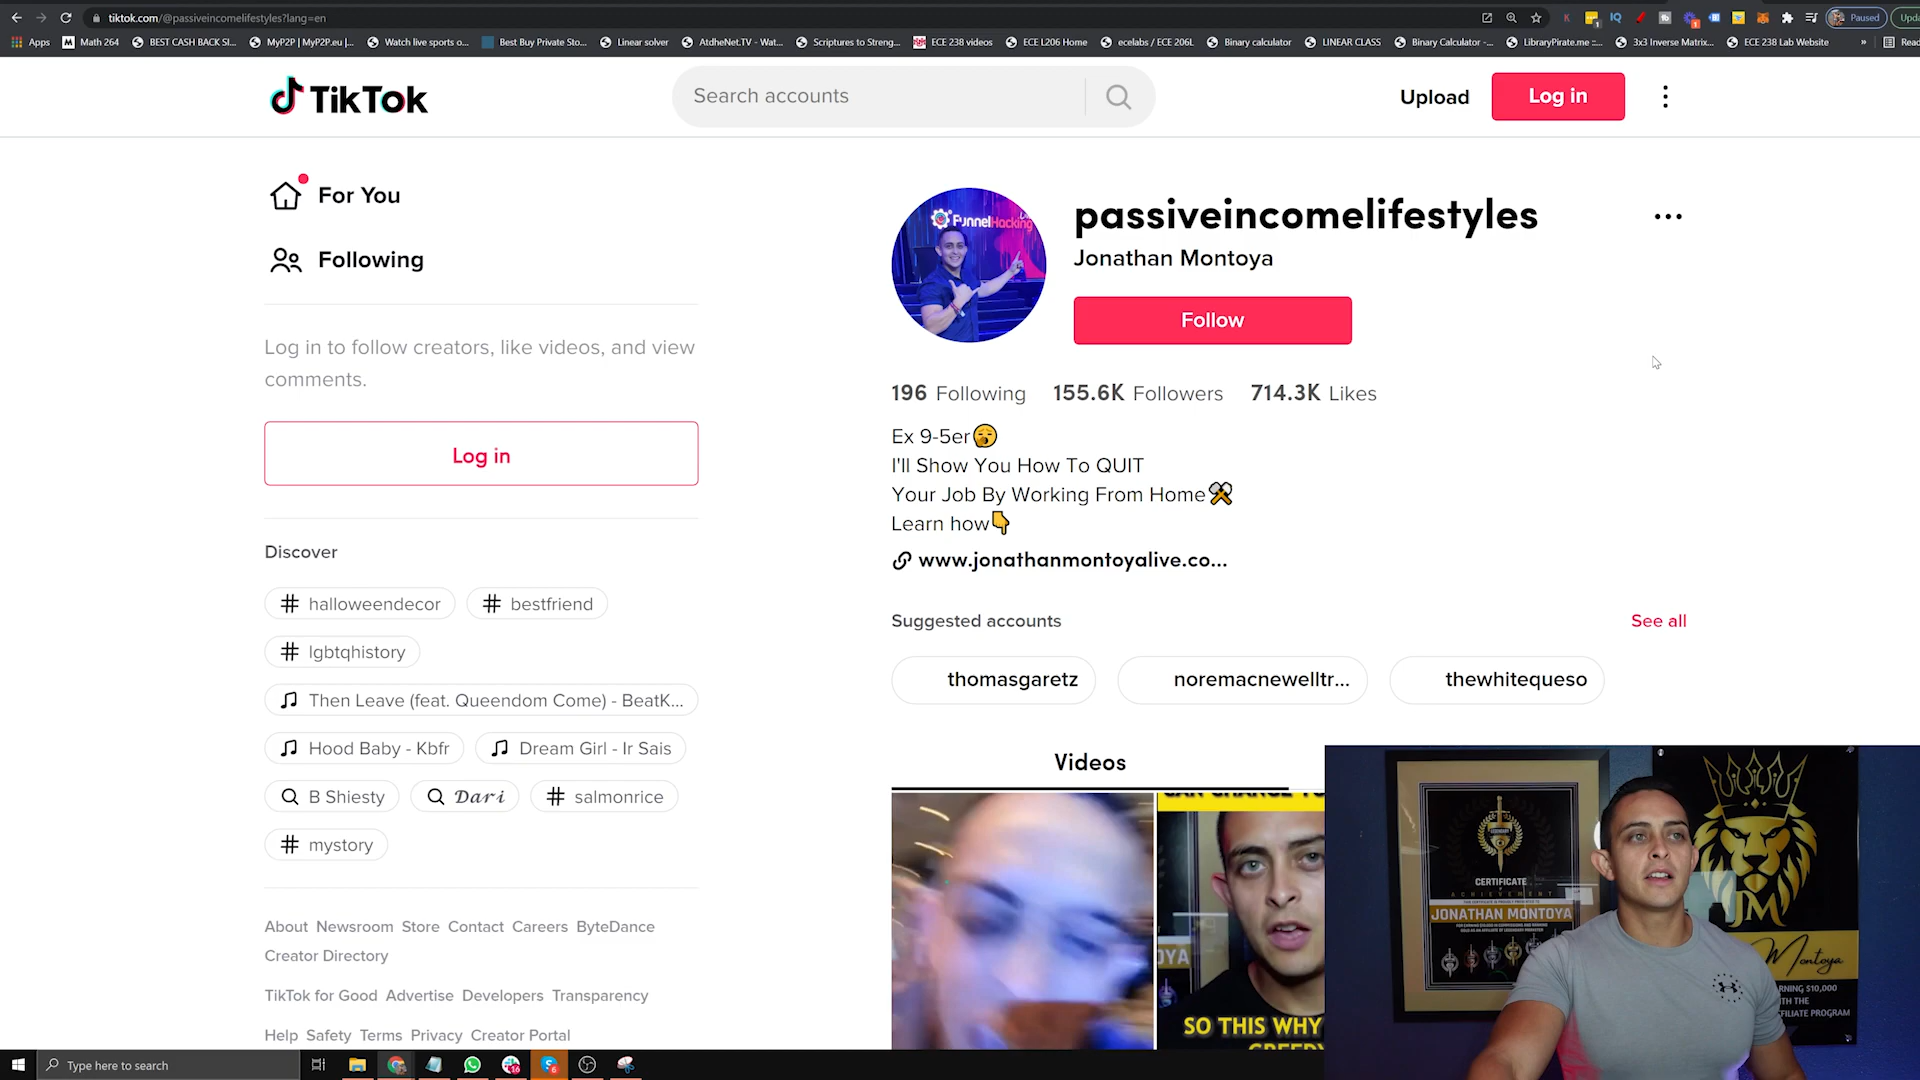 tiktok.com/@passiveincomelifestyles?lang=en
Paused
Apps
Math 264
BEST CASH BACK SI...
MyP2P | MyP2P.eu |...
Watch live sports o...
Best Buy Private Sto...
Linear solver
AtdheNet.TV - Wat...
Scriptures to Streng...
ECE 238 videos
ECE L206 Home
ecelabs / ECE 206L
Binary calculator
LINEAR CLASS
Binary Calculator -...
LibraryPirate.me ::...
3x3 Inverse Matrix...
ECE 238 Lab Website
TikTok
Search accounts
Upload
Log in
For You
Following
Log in to follow creators, like videos, and view
comments.
Log in
Discover
# halloweendecor
# bestfriend
# lgbtqhistory
Then Leave (feat. Queendom Come) - BeatK...
Hood Baby - Kbfr
Dream Girl - Ir Sais
B Shiesty
Dari
# salmonrice
# mystory
About Newsroom Store Contact Careers ByteDance
Creator Directory
TikTok for Good Advertise Developers Transparency
Help Safety Terms Privacy Creator Portal
FunnelHacking
passiveincomelifestyles
Jonathan Montoya
Follow
196 Following 155.6K Followers 714.3K Likes
Ex 9-5er🥱
I'll Show You How To QUIT
Your Job By Working From Home⚒
Learn how👇
www.jonathanmontoyalive.co...
Suggested accounts
See all
thomasgaretz
noremacnewelltr...
thewhitequeso
Videos
SO THIS WHY
CERTIFICATE
ACHIEVEMENT
JONATHAN MONTOYA
JM
Montoya
Type here to search